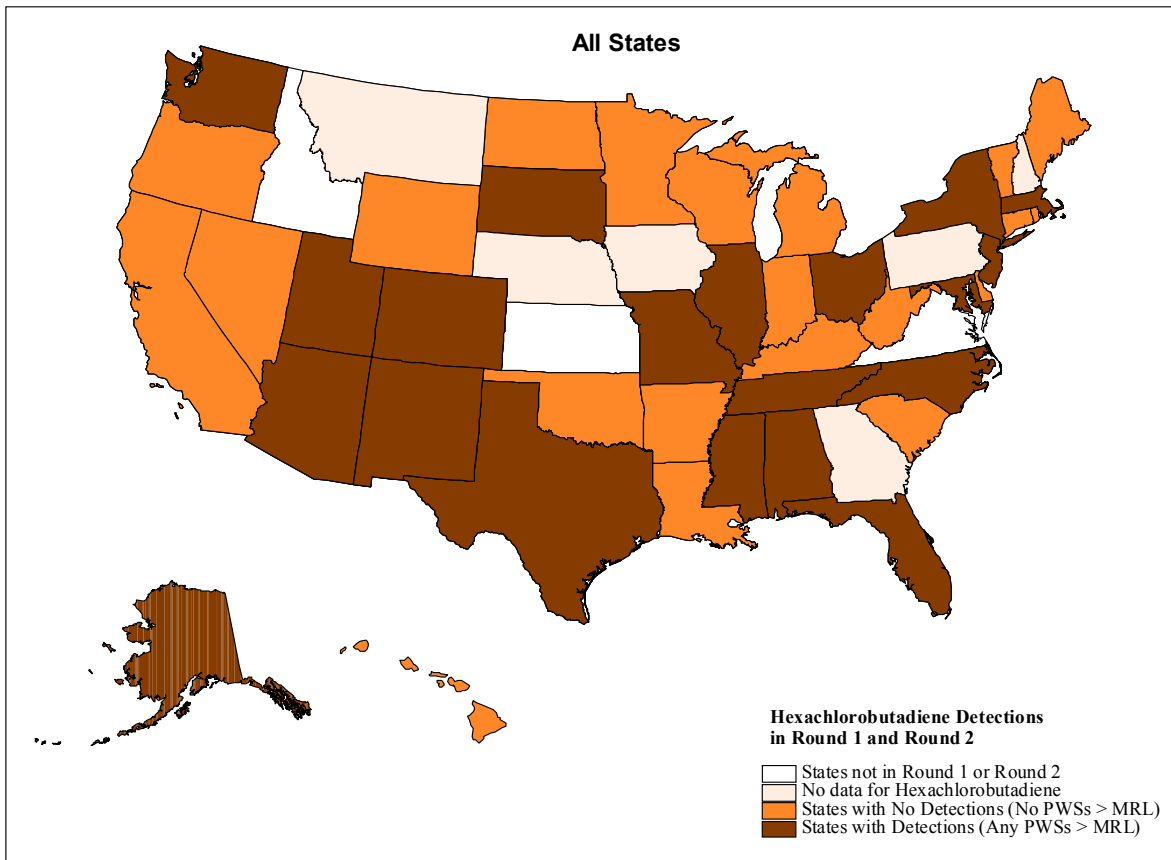 All States
Hexachlorobutadiene Detections
in Round 1 and Round 2
States not in Round 1 or Round 2
No data for Hexachlorobutadiene
States with No Detections (No PWSs > MRL)
States with Detections (Any PWSs > MRL)